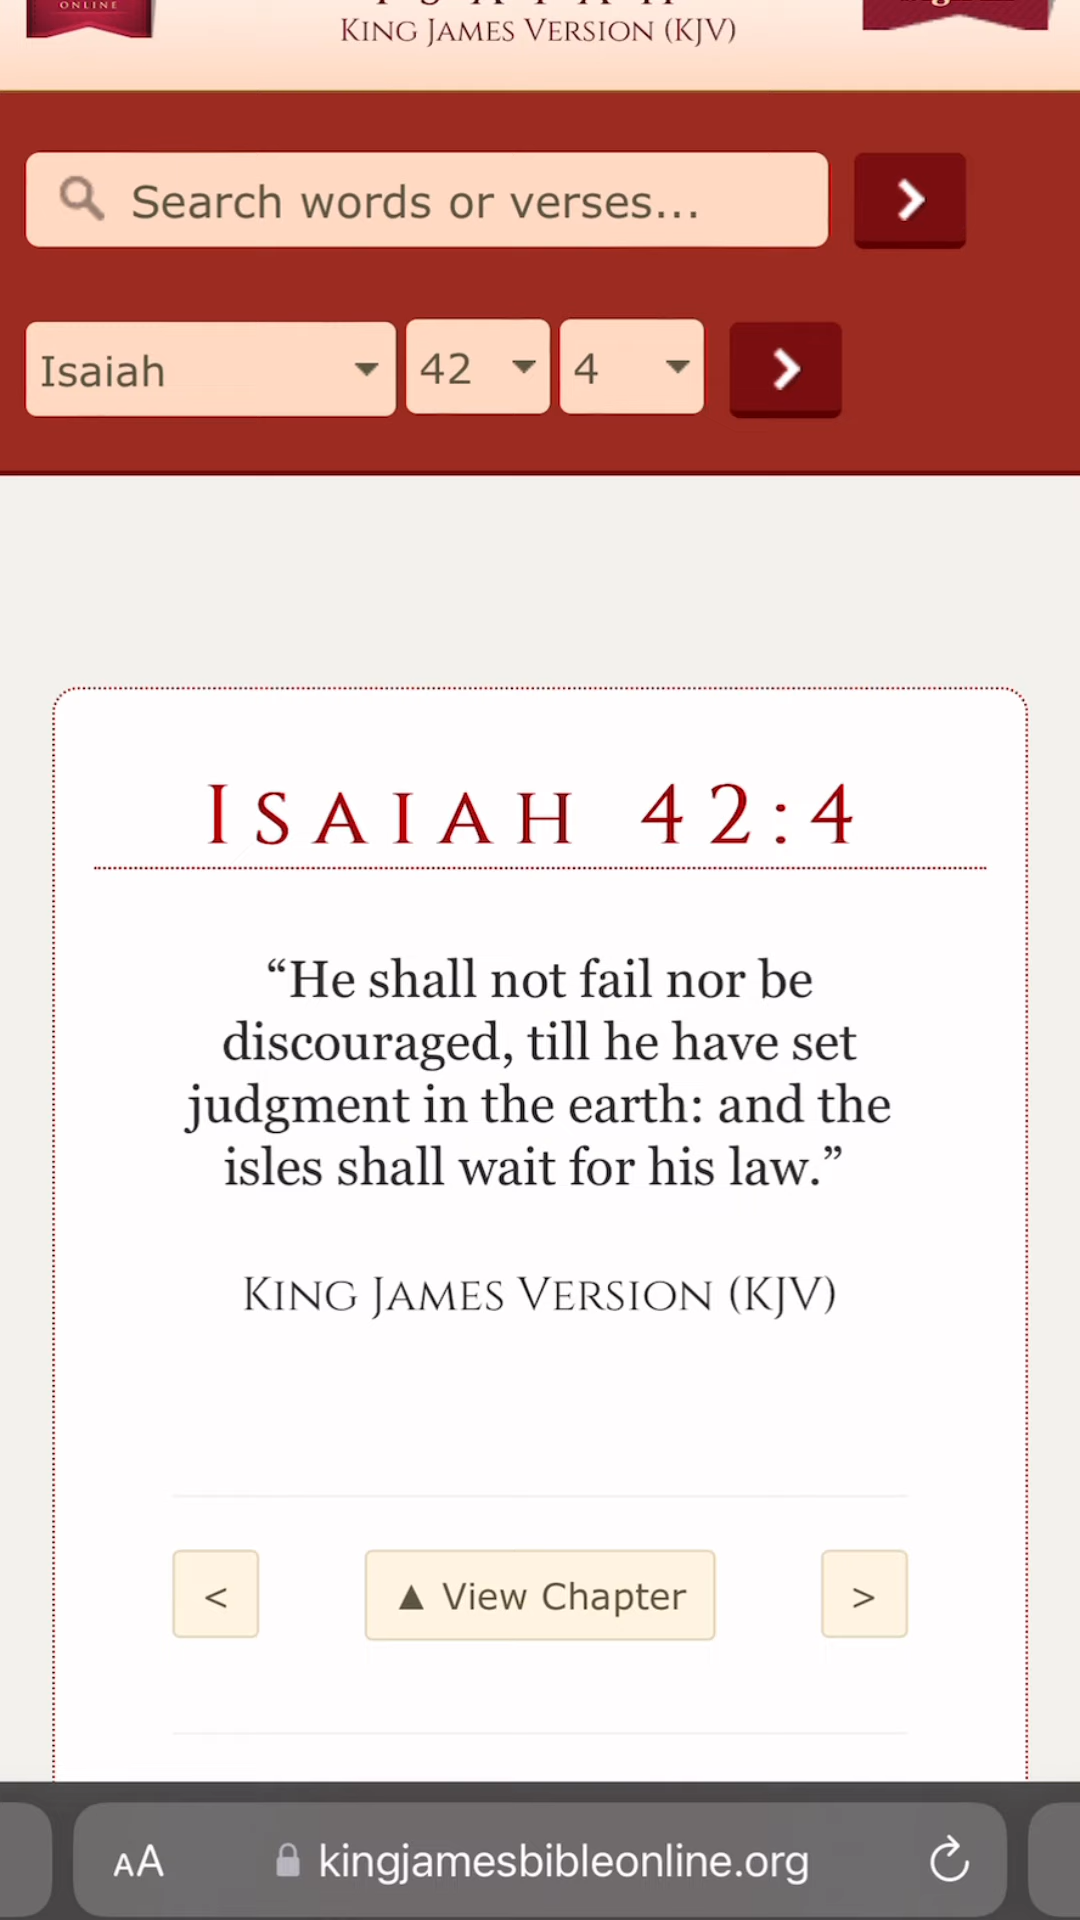 ONLINE
KING JAMES VERSION (KJV)
Search words or verses...
Isaiah 42 4
ISAIAH 42:4
“He shall not fail nor be
discouraged, till he have set
judgment in the earth: and the
isles shall wait for his law.”
KING JAMES VERSION (KJV)
< ▲ View Chapter >
AA kingjamesbibleonline.org